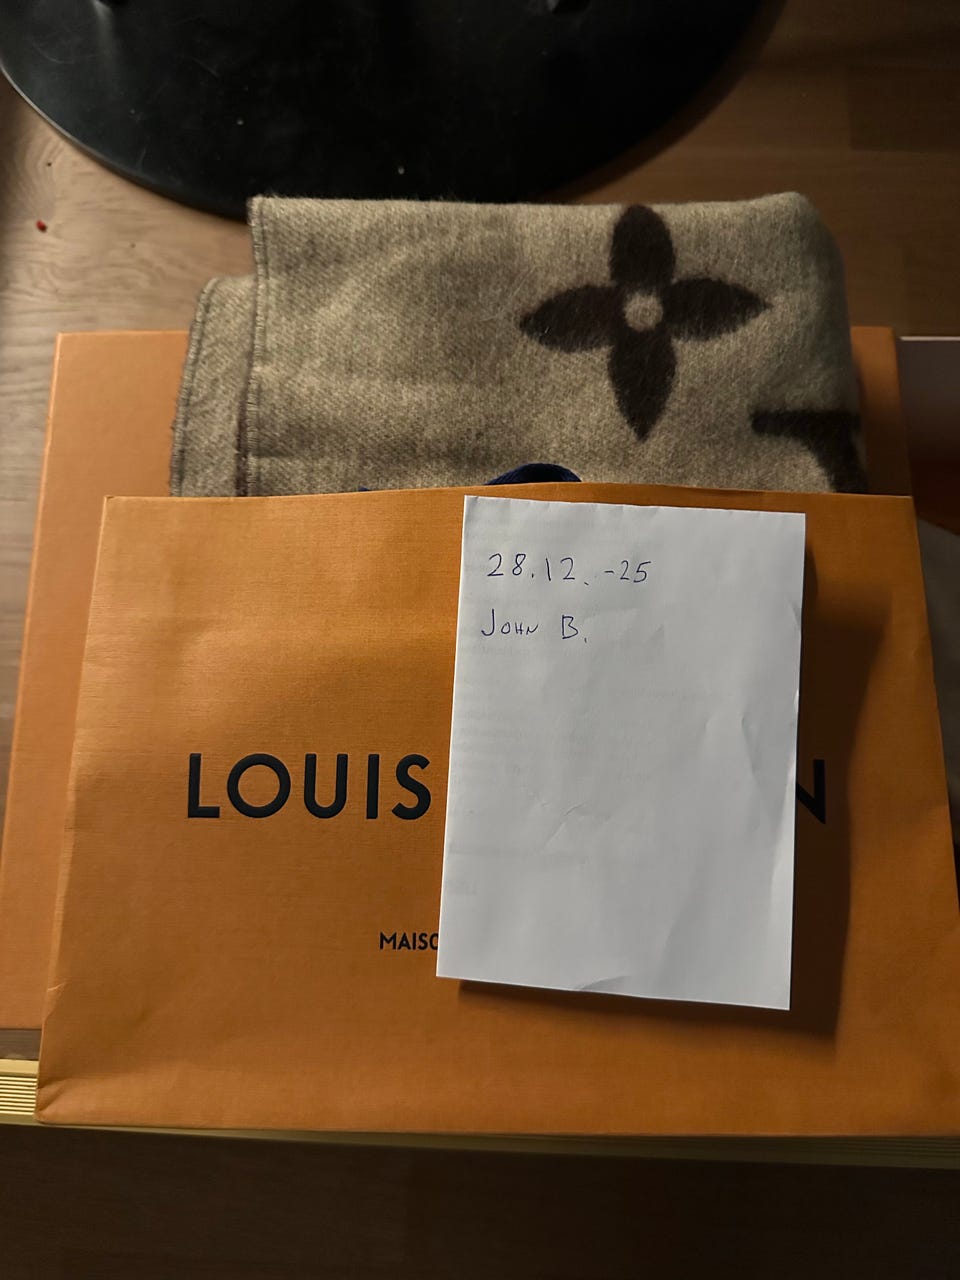 28.12.-25
JOHN B.
LOUIS N
MAISO